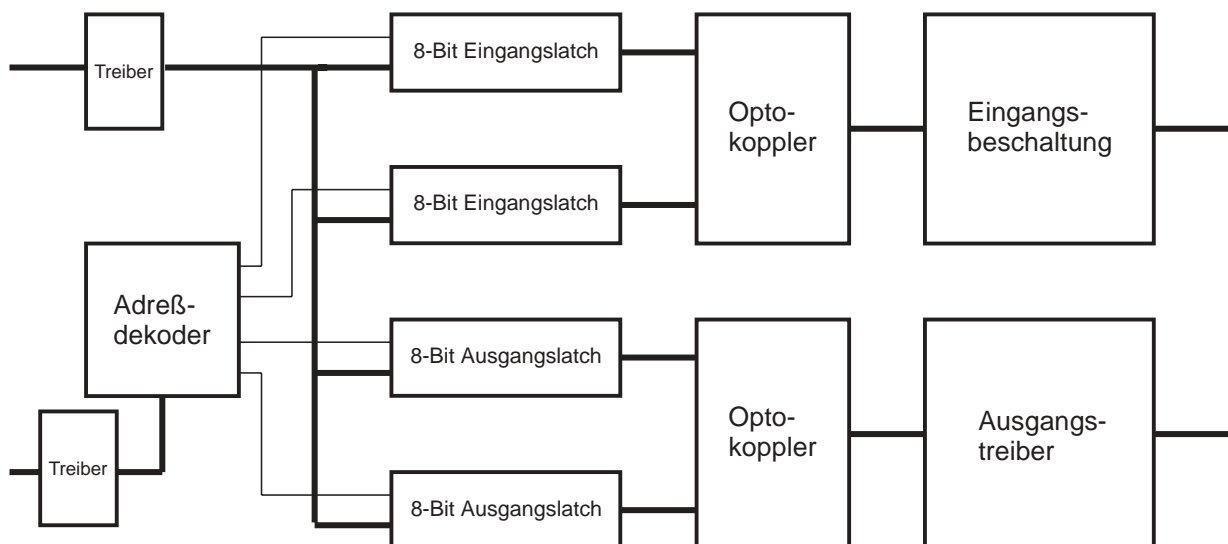 Treiber
8-Bit Eingangslatch
Opto-
koppler
Eingangs-
beschaltung
8-Bit Eingangslatch
Adreß-
dekoder
8-Bit Ausgangslatch
Opto-
koppler
Ausgangs-
treiber
Treiber
8-Bit Ausgangslatch